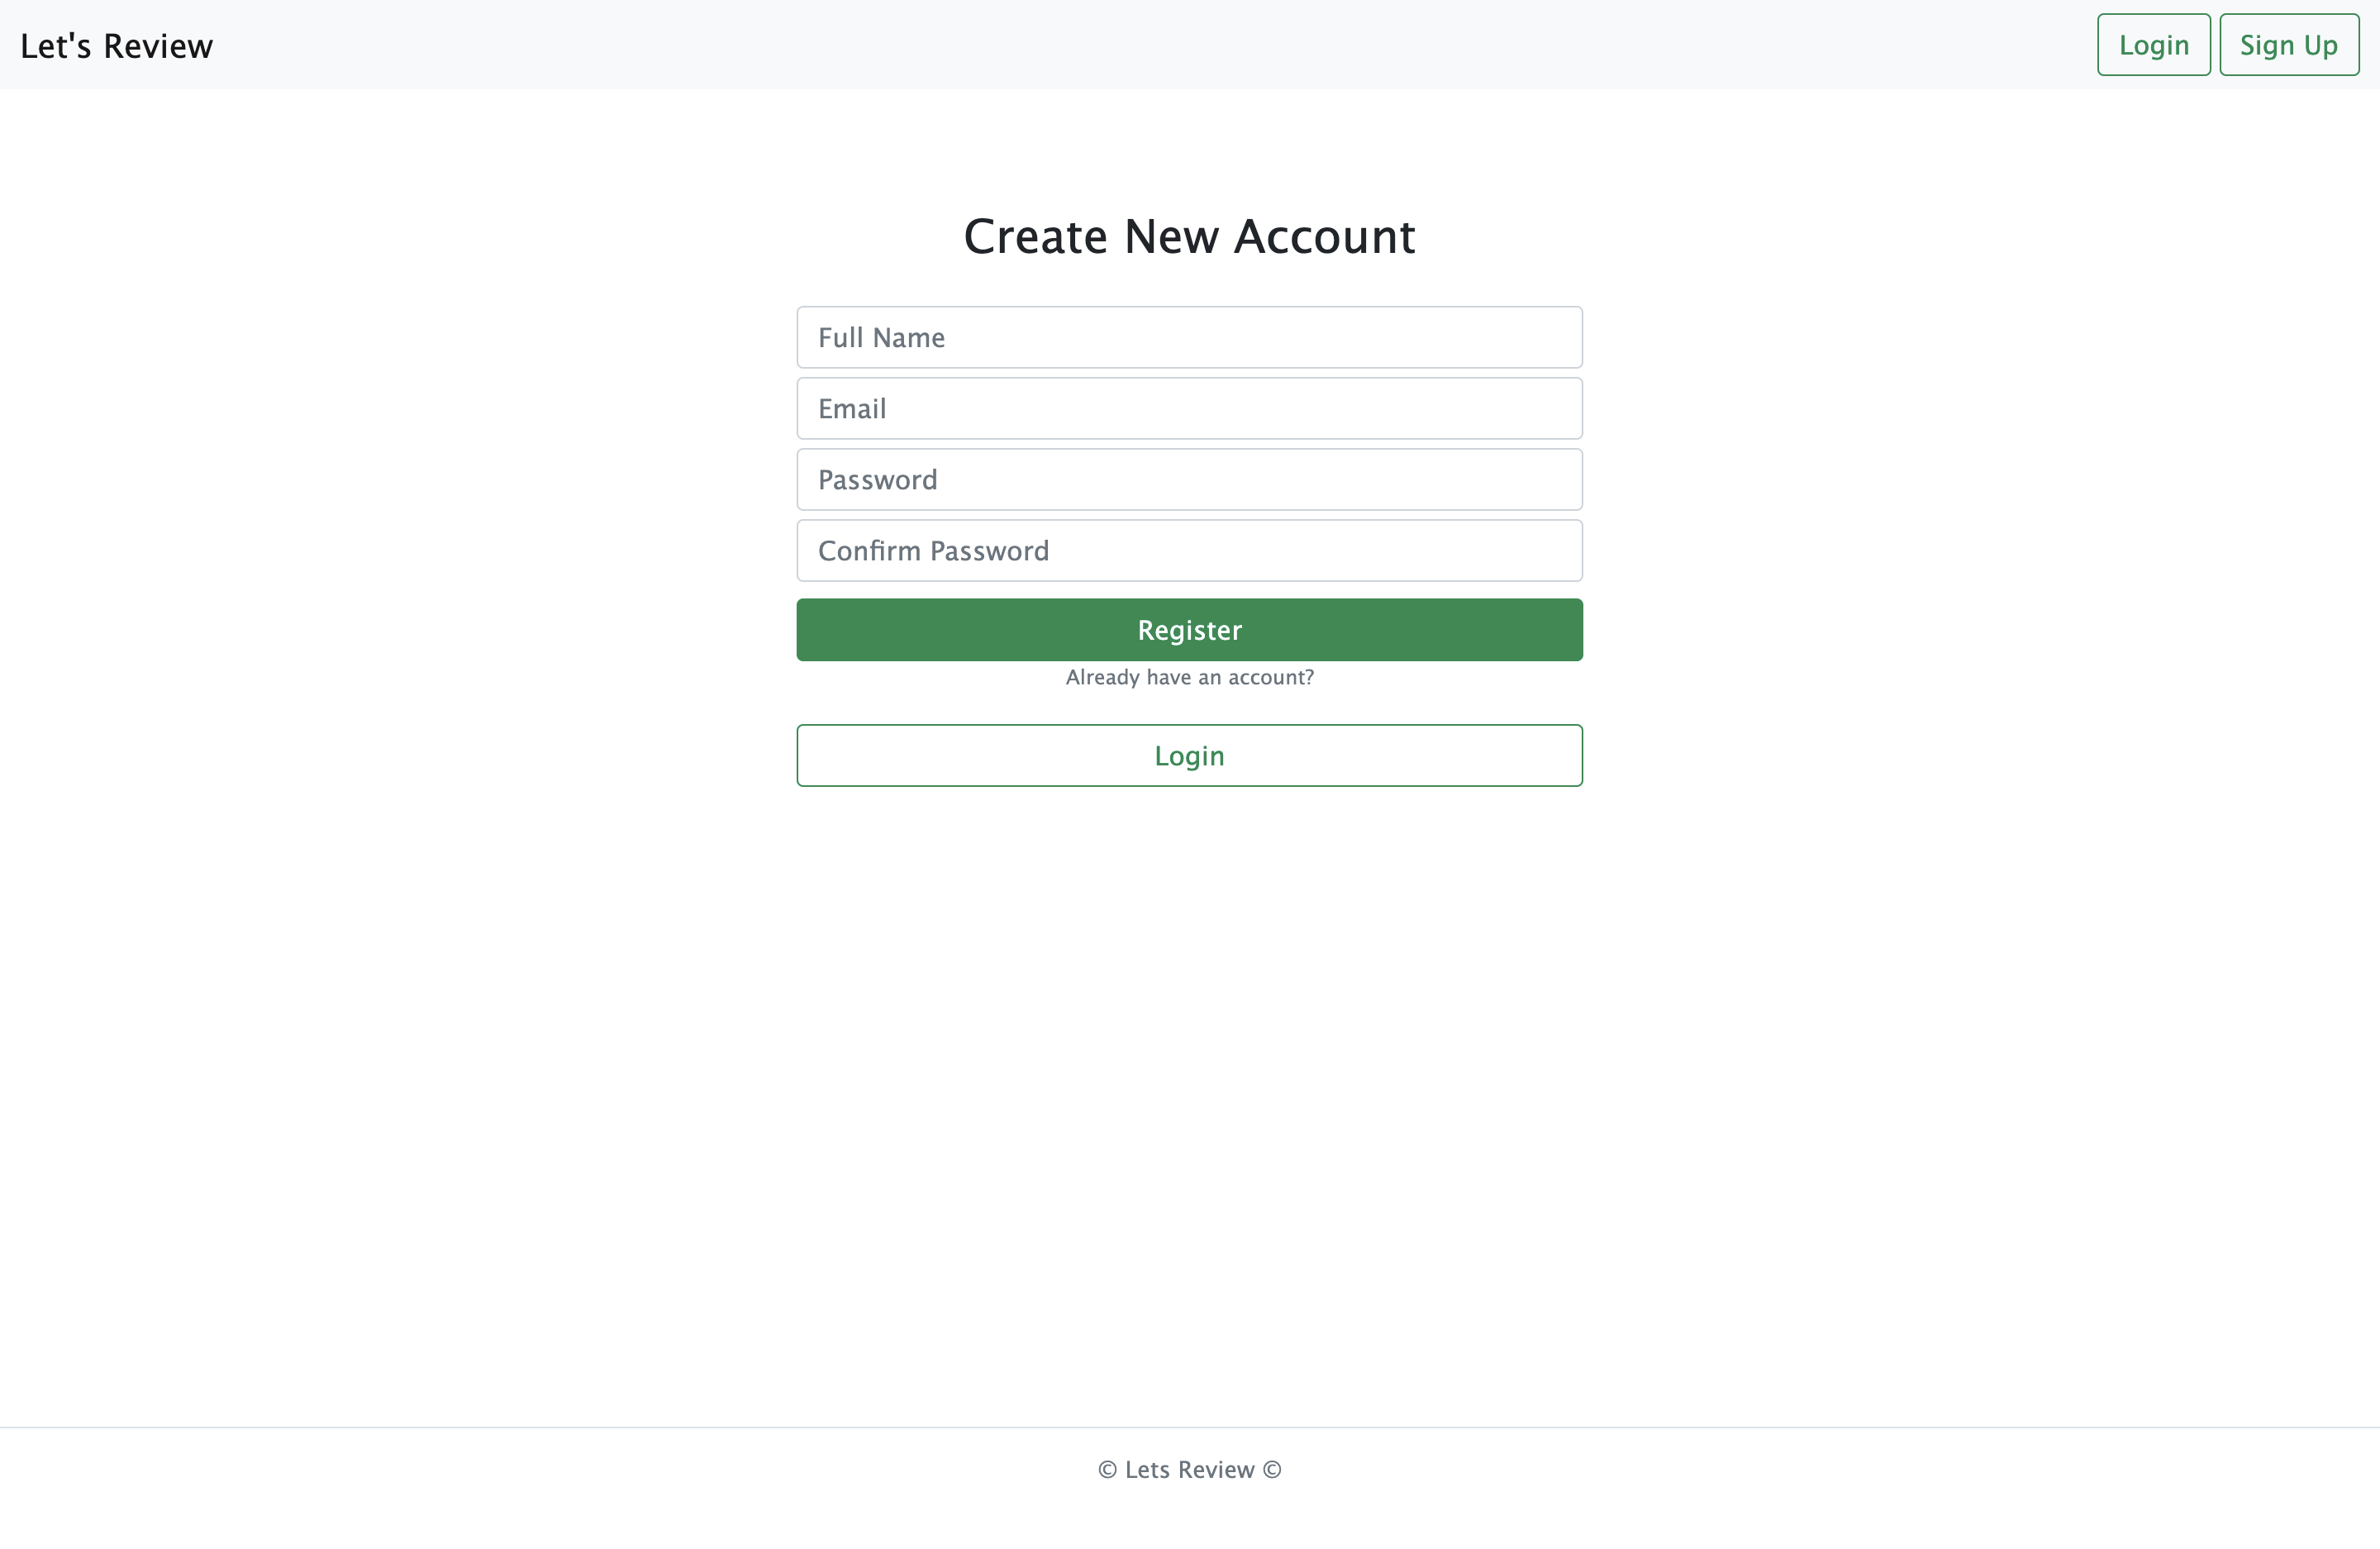 Let's Review
Login
Sign Up
Create New Account
Full Name
Email
Password
Confirm Password
Register
Already have an account?
Login
© Lets Review ©